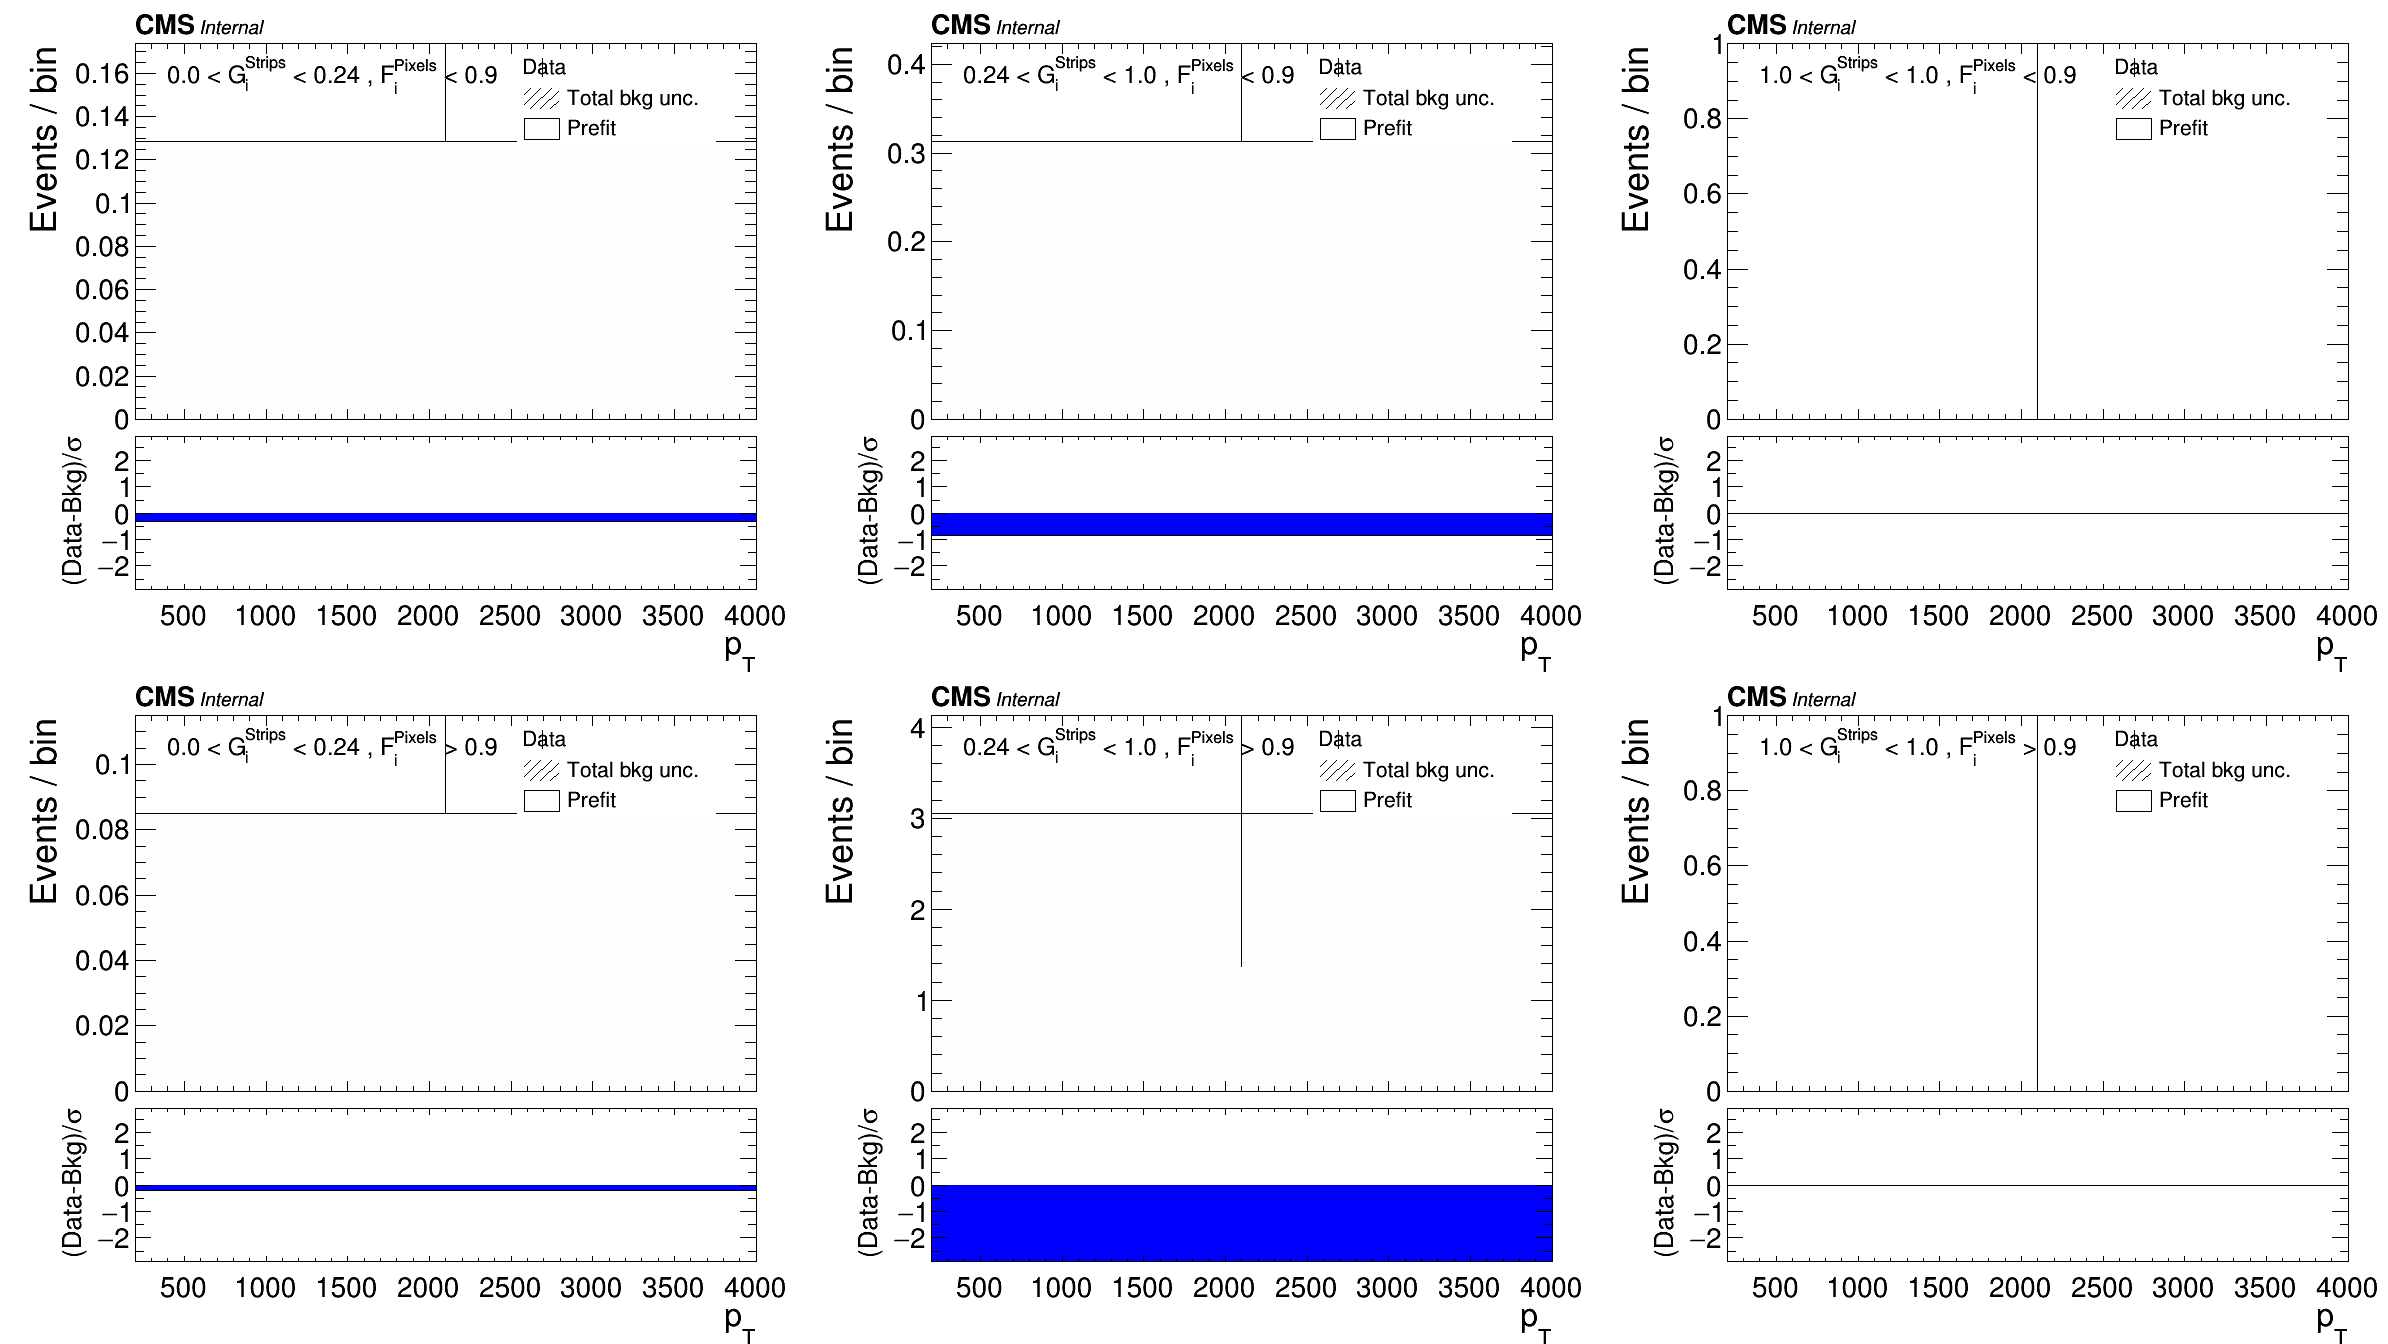 CMS Internal
Events / bin
0.0 < G_i^Strips < 0.24 , F_i^Pixels < 0.9
Data
Total bkg unc.
Prefit
0.16
0.14
0.12
0.1
0.08
0.06
0.04
0.02
0
(Data-Bkg)/σ
2
1
0
−1
−2
500 1000 1500 2000 2500 3000 3500 4000
p_T
CMS Internal
Events / bin
0.24 < G_i^Strips < 1.0 , F_i^Pixels < 0.9
Data
Total bkg unc.
Prefit
0.4
0.3
0.2
0.1
0
(Data-Bkg)/σ
2
1
0
−1
−2
500 1000 1500 2000 2500 3000 3500 4000
p_T
CMS Internal
Events / bin
1.0 < G_i^Strips < 1.0 , F_i^Pixels < 0.9
Data
Total bkg unc.
Prefit
1
0.8
0.6
0.4
0.2
0
(Data-Bkg)/σ
2
1
0
−1
−2
500 1000 1500 2000 2500 3000 3500 4000
p_T
CMS Internal
Events / bin
0.0 < G_i^Strips < 0.24 , F_i^Pixels > 0.9
Data
Total bkg unc.
Prefit
0.1
0.08
0.06
0.04
0.02
0
(Data-Bkg)/σ
2
1
0
−1
−2
500 1000 1500 2000 2500 3000 3500 4000
p_T
CMS Internal
Events / bin
0.24 < G_i^Strips < 1.0 , F_i^Pixels > 0.9
Data
Total bkg unc.
Prefit
4
3
2
1
0
(Data-Bkg)/σ
2
1
0
−1
−2
500 1000 1500 2000 2500 3000 3500 4000
p_T
CMS Internal
Events / bin
1.0 < G_i^Strips < 1.0 , F_i^Pixels > 0.9
Data
Total bkg unc.
Prefit
1
0.8
0.6
0.4
0.2
0
(Data-Bkg)/σ
2
1
0
−1
−2
500 1000 1500 2000 2500 3000 3500 4000
p_T